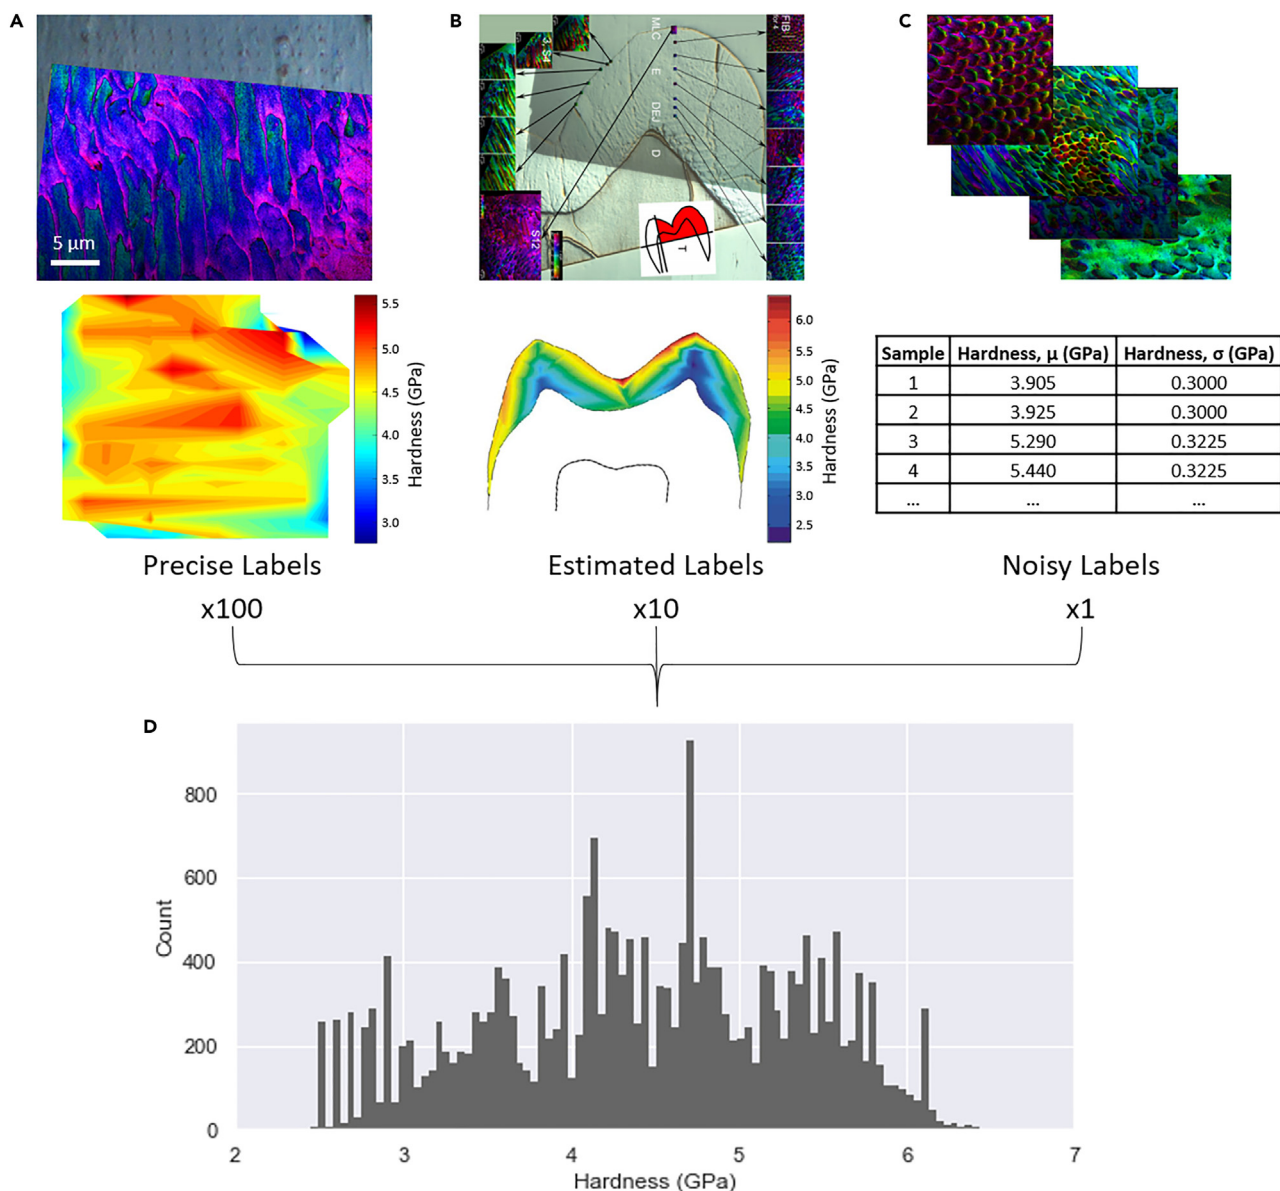 A
B
C
5 µm
MLC
E
DEJ
D
FIB
S12
T
Hardness (GPa)
5.5
5.0
4.5
4.0
3.5
3.0
Hardness (GPa)
6.0
5.5
5.0
4.5
4.0
3.5
3.0
2.5
Sample Hardness, µ (GPa) Hardness, σ (GPa)
1 3.905 0.3000
2 3.925 0.3000
3 5.290 0.3225
4 5.440 0.3225
... ... ...
Precise Labels
Estimated Labels
Noisy Labels
x100
x10
x1
D
Count
800
600
400
200
0
2 3 4 5 6 7
Hardness (GPa)